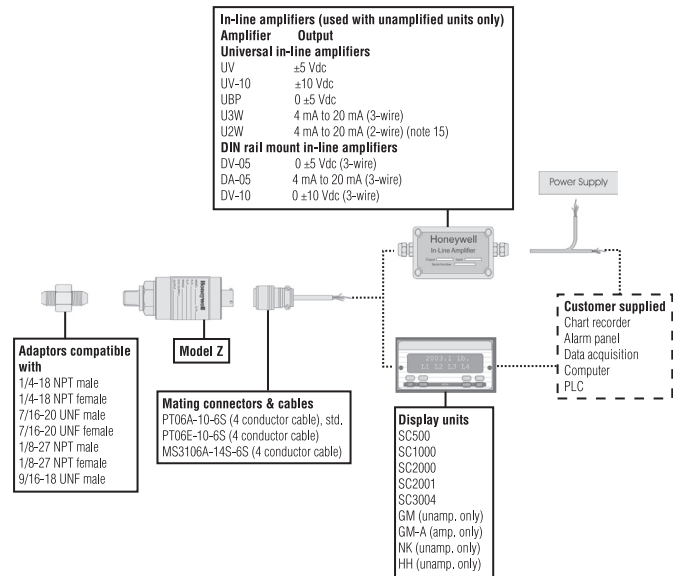 In-line amplifiers (used with unamplified units only)
Amplifier Output
Universal in-line amplifiers
UV ±5 Vdc
UV-10 ±10 Vdc
UBP 0 ±5 Vdc
U3W 4 mA to 20 mA (3-wire)
U2W 4 mA to 20 mA (2-wire) (note 15)
DIN rail mount in-line amplifiers
DV-05 0 ±5 Vdc (3-wire)
DA-05 4 mA to 20 mA (3-wire)
DV-10 0 ±10 Vdc (3-wire)
Power Supply
Honeywell
In-Line Amplifier
Honeywell
Adaptors compatible
with
1/4-18 NPT male
1/4-18 NPT female
7/16-20 UNF male
7/16-20 UNF female
1/8-27 NPT male
1/8-27 NPT female
9/16-18 UNF male
Model Z
Mating connectors & cables
PT06A-10-6S (4 conductor cable), std.
PT06E-10-6S (4 conductor cable)
MS3106A-14S-6S (4 conductor cable)
2003.1 lb.
L1 L2 L3 L4
Customer supplied
Chart recorder
Alarm panel
Data acquisition
Computer
PLC
Display units
SC500
SC1000
SC2000
SC2001
SC3004
GM (unamp. only)
GM-A (amp. only)
NK (unamp. only)
HH (unamp. only)